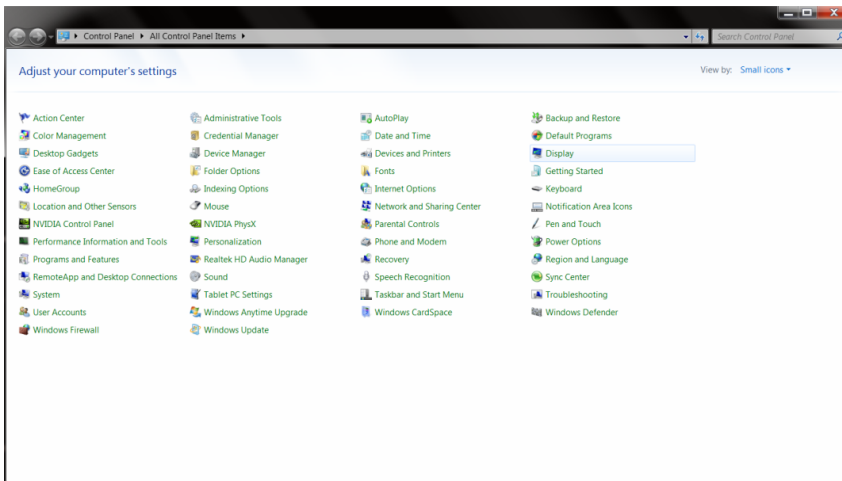 Control Panel ▸ All Control Panel Items ▸ Search Control Panel
Adjust your computer's settings View by: Small icons
Action Center Administrative Tools AutoPlay Backup and Restore
Color Management Credential Manager Date and Time Default Programs
Desktop Gadgets Device Manager Devices and Printers Display
Ease of Access Center Folder Options Fonts Getting Started
HomeGroup Indexing Options Internet Options Keyboard
Location and Other Sensors Mouse Network and Sharing Center Notification Area Icons
NVIDIA Control Panel NVIDIA PhysX Parental Controls Pen and Touch
Performance Information and Tools Personalization Phone and Modem Power Options
Programs and Features Realtek HD Audio Manager Recovery Region and Language
RemoteApp and Desktop Connections Sound Speech Recognition Sync Center
System Tablet PC Settings Taskbar and Start Menu Troubleshooting
User Accounts Windows Anytime Upgrade Windows CardSpace Windows Defender
Windows Firewall Windows Update